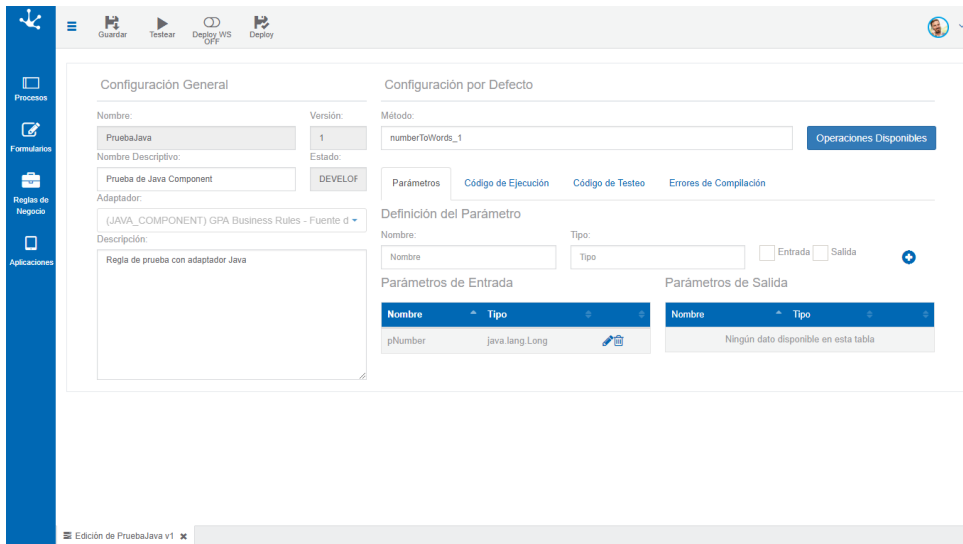 Guardar
Testear
Deploy WS
OFF
Deploy
Procesos
Formularios
Reglas de
Negocio
Aplicaciones
Configuración General
Nombre:
Versión:
PruebaJava
1
Nombre Descriptivo:
Estado:
Prueba de Java Component
DEVELOF
Adaptador:
(JAVA_COMPONENT) GPA Business Rules - Fuente d
Descripción:
Regla de prueba con adaptador Java
Configuración por Defecto
Método:
numberToWords_1
Operaciones Disponibles
Parámetros
Código de Ejecución
Código de Testeo
Errores de Compilación
Definición del Parámetro
Nombre:
Tipo:
Nombre
Tipo
Entrada
Salida
Parámetros de Entrada
Nombre
Tipo
pNumber
java.lang.Long
Parámetros de Salida
Nombre
Tipo
Ningún dato disponible en esta tabla
Edición de PruebaJava v1